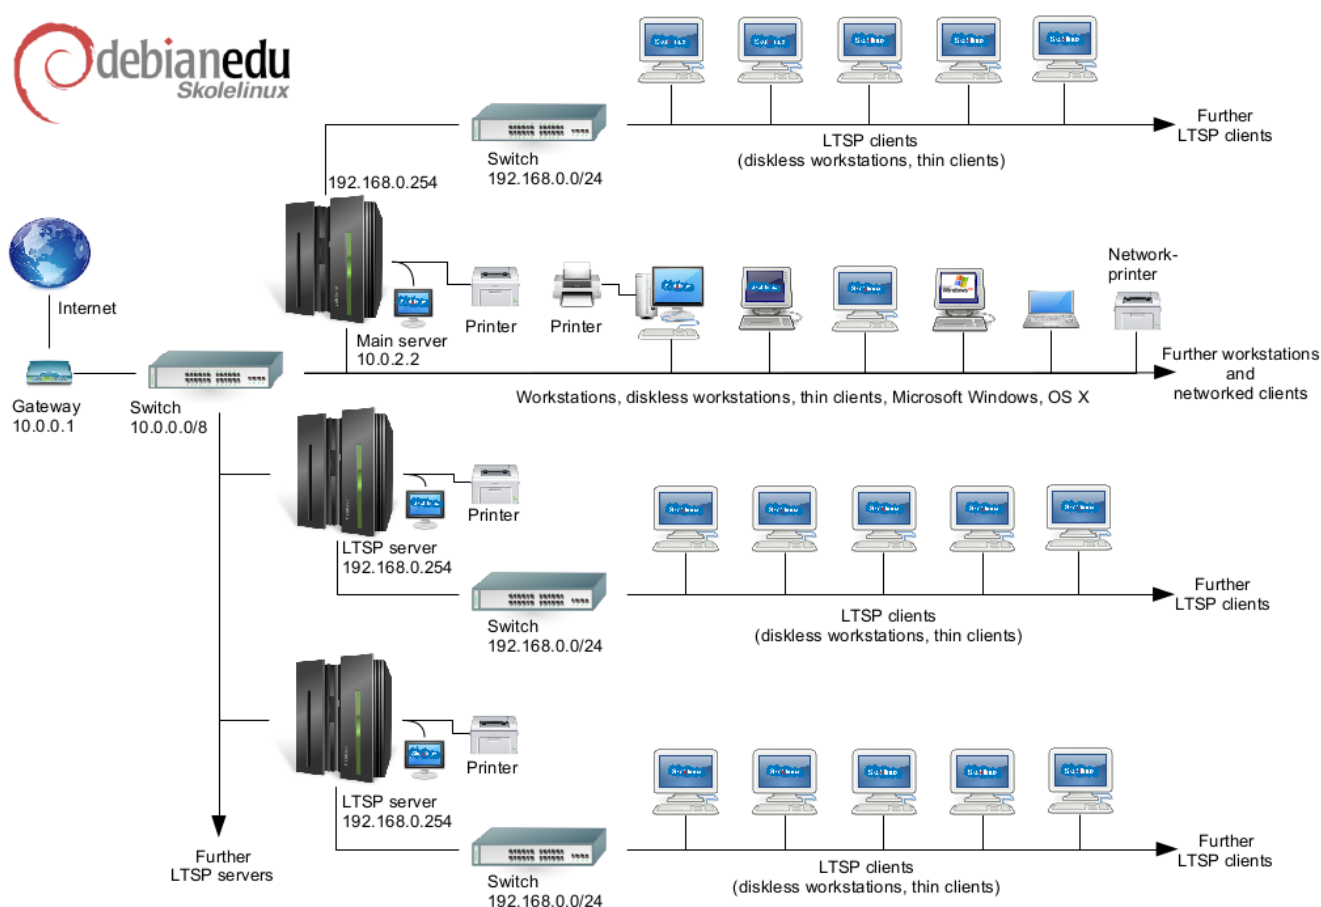 debianedu
Skolelinux
Further
LTSP clients
LTSP clients
(diskless workstations, thin clients)
Switch
192.168.0.0/24
192.168.0.254
Internet
Printer
Printer
Network-
printer
Main server
10.0.2.2
Gateway
10.0.0.1
Switch
10.0.0.0/8
Further workstations
and
networked clients
Workstations, diskless workstations, thin clients, Microsoft Windows, OS X
Printer
LTSP server
192.168.0.254
Switch
192.168.0.0/24
LTSP clients
(diskless workstations, thin clients)
Further
LTSP clients
Printer
LTSP server
192.168.0.254
Further
LTSP servers
Switch
192.168.0.0/24
LTSP clients
(diskless workstations, thin clients)
Further
LTSP clients